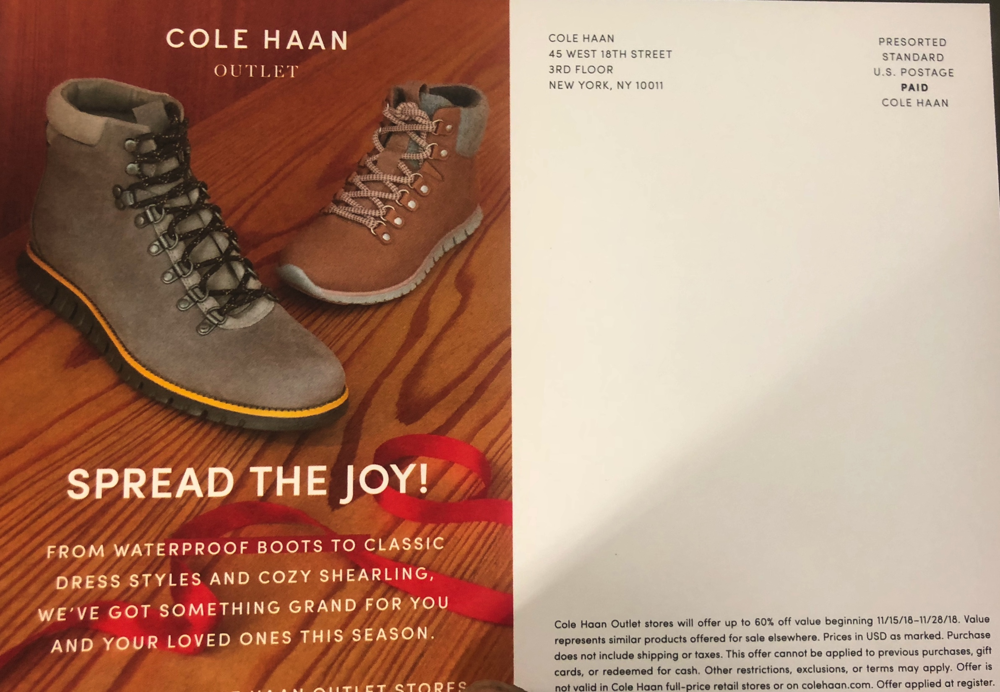 COLE HAAN
OUTLET
SPREAD THE JOY!
FROM WATERPROOF BOOTS TO CLASSIC
DRESS STYLES AND COZY SHEARLING,
WE'VE GOT SOMETHING GRAND FOR YOU
AND YOUR LOVED ONES THIS SEASON.
HAAN OUTLET STORES
COLE HAAN
45 WEST 18TH STREET
3RD FLOOR
NEW YORK, NY 10011
PRESORTED
STANDARD
U.S. POSTAGE
PAID
COLE HAAN
Cole Haan Outlet stores will offer up to 60% off value beginning 11/15/18–11/28/18. Value
represents similar products offered for sale elsewhere. Prices in USD as marked. Purchase
does not include shipping or taxes. This offer cannot be applied to previous purchases, gift
cards, or redeemed for cash. Other restrictions, exclusions, or terms may apply. Offer is
not valid in Cole Haan full-price retail stores or on colehaan.com. Offer applied at register.